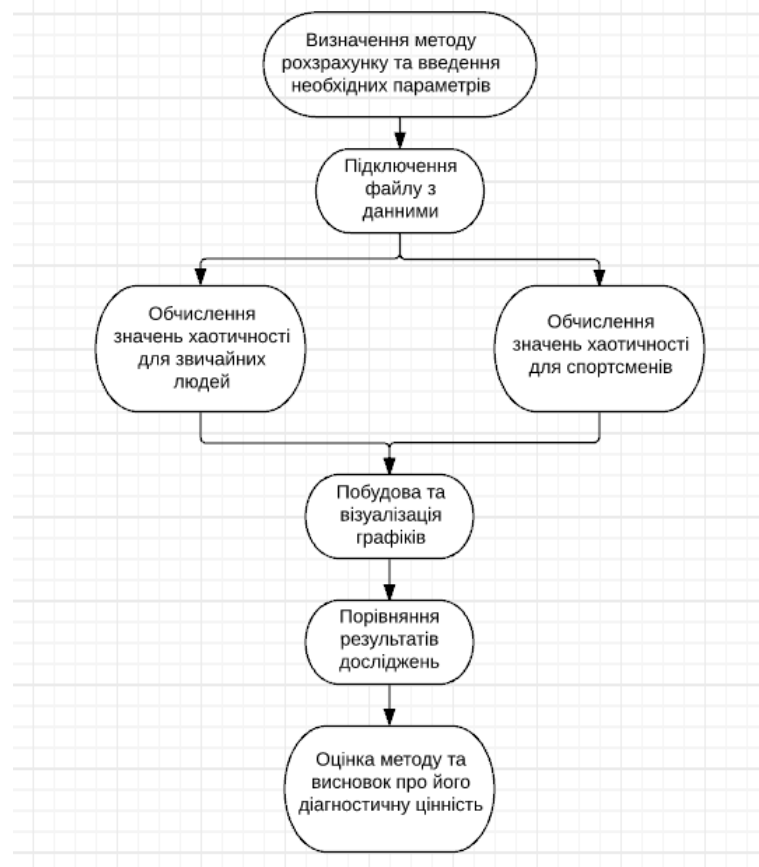 Визначення методу
рохзрахунку та введення
необхідних параметрів
Підключення
файлу з
данними
Обчислення
значень хаотичності
для звичайних
людей
Обчислення
значень хаотичності
для спортсменів
Побудова та
візуалізація
графіків
Порівняння
результатів
досліджень
Оцінка методу та
висновок про його
діагностичну цінність